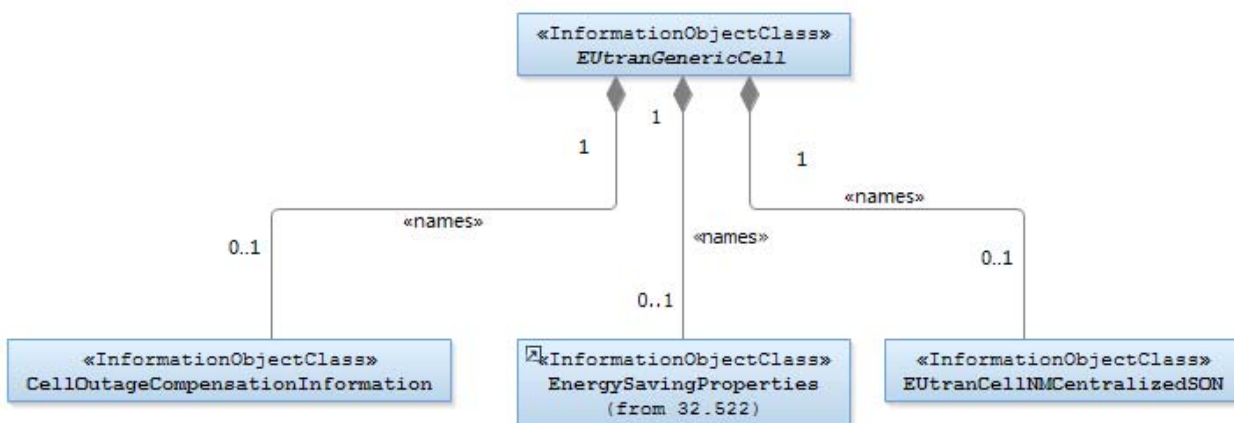 «InformationObjectClass»
EUtranGenericCell
1
1
1
«names»
«names»
«names»
0..1
0..1
0..1
«InformationObjectClass»
CellOutageCompensationInformation
«InformationObjectClass»
EnergySavingProperties
(from 32.522)
«InformationObjectClass»
EUtranCellNMCentralizedSON